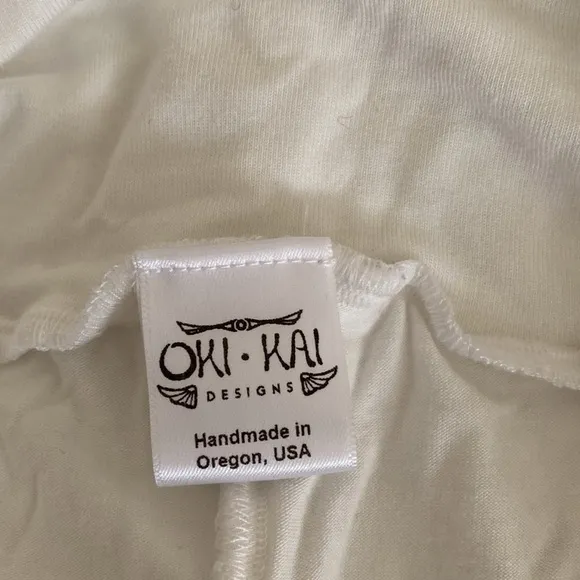 OKI · KAI
DESIGNS
Handmade in
Oregon, USA